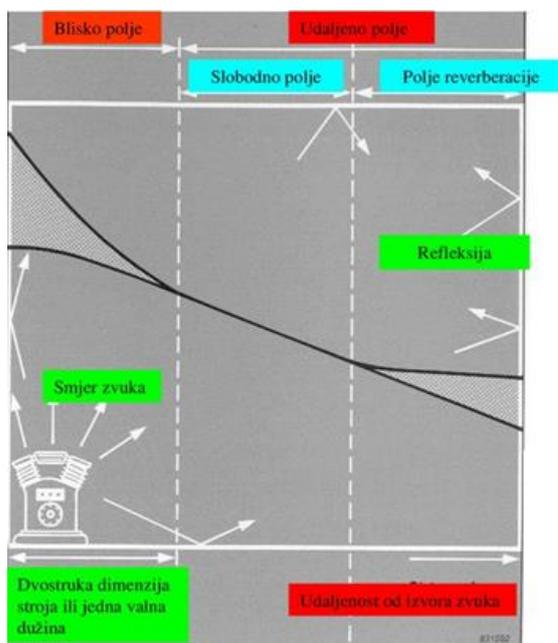 Blisko polje
Udaljeno polje
Slobodno polje
Polje reverberacije
Refleksija
Smjer zvuka
Dvostruka dimenzija
stroja ili jedna valna
dužina
Udaljenost od izvora zvuka